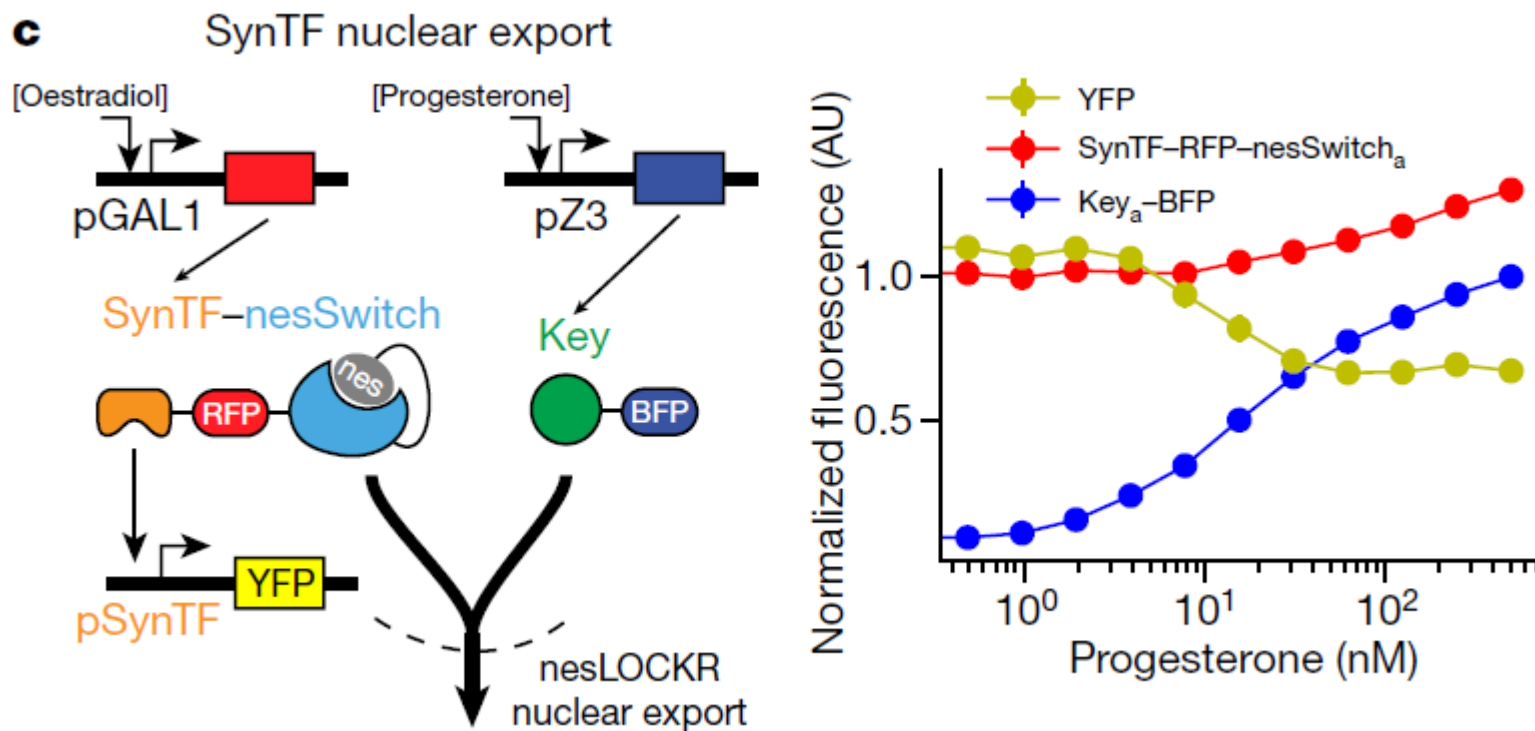 c SynTF nuclear export
[Oestradiol] [Progesterone]
pGAL1 pZ3
SynTF–nesSwitch
Key
nes
RFP
BFP
YFP
pSynTF
nesLOCKR
nuclear export
YFP
SynTF–RFP–nesSwitchₐ
Keyₐ–BFP
Normalized fluorescence (AU)
1.0
0.5
10⁰ 10¹ 10²
Progesterone (nM)